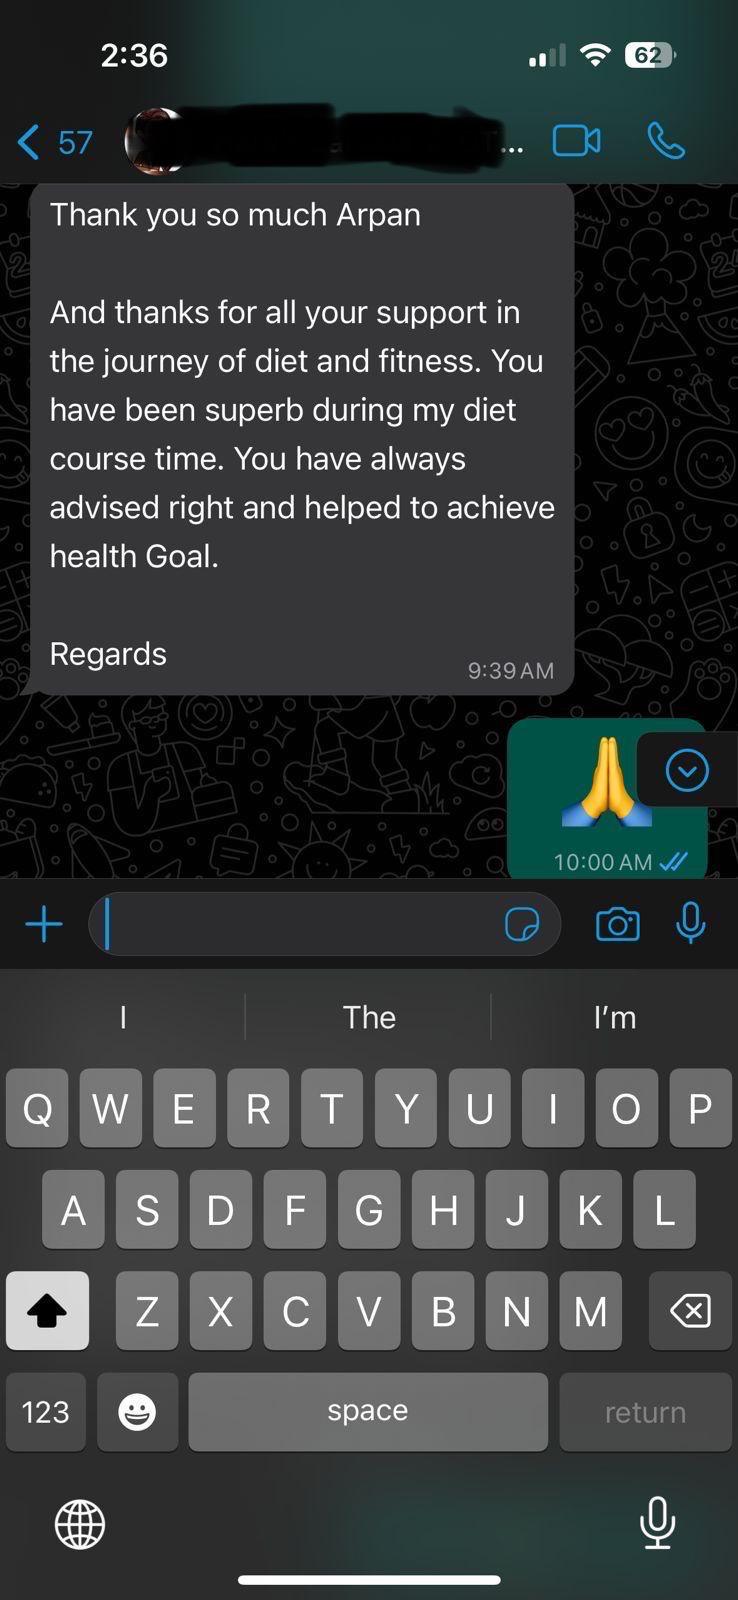 2:36
62
57
...
Thank you so much Arpan
And thanks for all your support in
the journey of diet and fitness. You
have been superb during my diet
course time. You have always
advised right and helped to achieve
health Goal.
Regards
9:39 AM
10:00 AM
I The I'm
Q W E R T Y U I O P
A S D F G H J K L
Z X C V B N M
123 space return